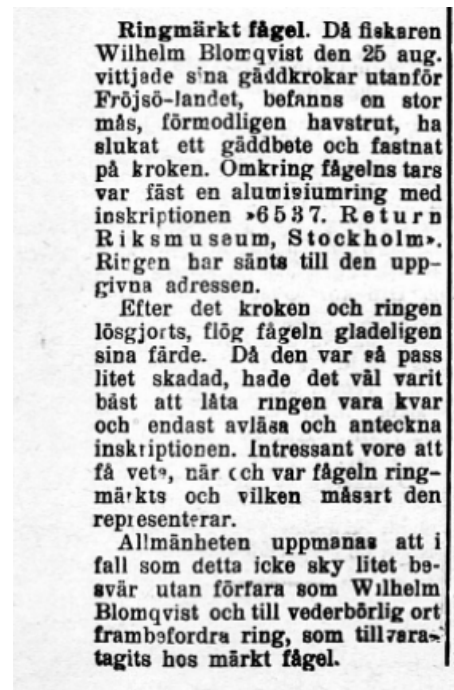 Ringmärkt fågel. Då fiskaren
Wilhelm Blomqvist den 25 aug.
vittjade sina gäddkrokar utanför
Fröjsö-landet, befanns en stor
mås, förmodligen havstrut, ha
slukat ett gäddbete och fastnat
på kroken. Omkring fågelns tars
var fäst en alumisiumring med
inskriptionen »6537. Return
Riksmuseum, Stockholm».
Ringen har sänts till den upp-
givna adressen.
Efter det kroken och ringen
lösgjorts, flög fågeln gladeligen
sina färde. Då den var så pass
litet skadad, hade det väl varit
bäst att låta ringen vara kvar
och endast avläsa och anteckna
inskriptionen. Intressant vore att
få veta, när och var fågeln ring-
märkts och vilken måsart den
representerar.
Allmänheten uppmanas att i
fall som detta icke sky litet be-
svär utan förfara som Wilhelm
Blomqvist och till vederbörlig ort
frambefordra ring, som tillvara-
tagits hos märkt fågel.